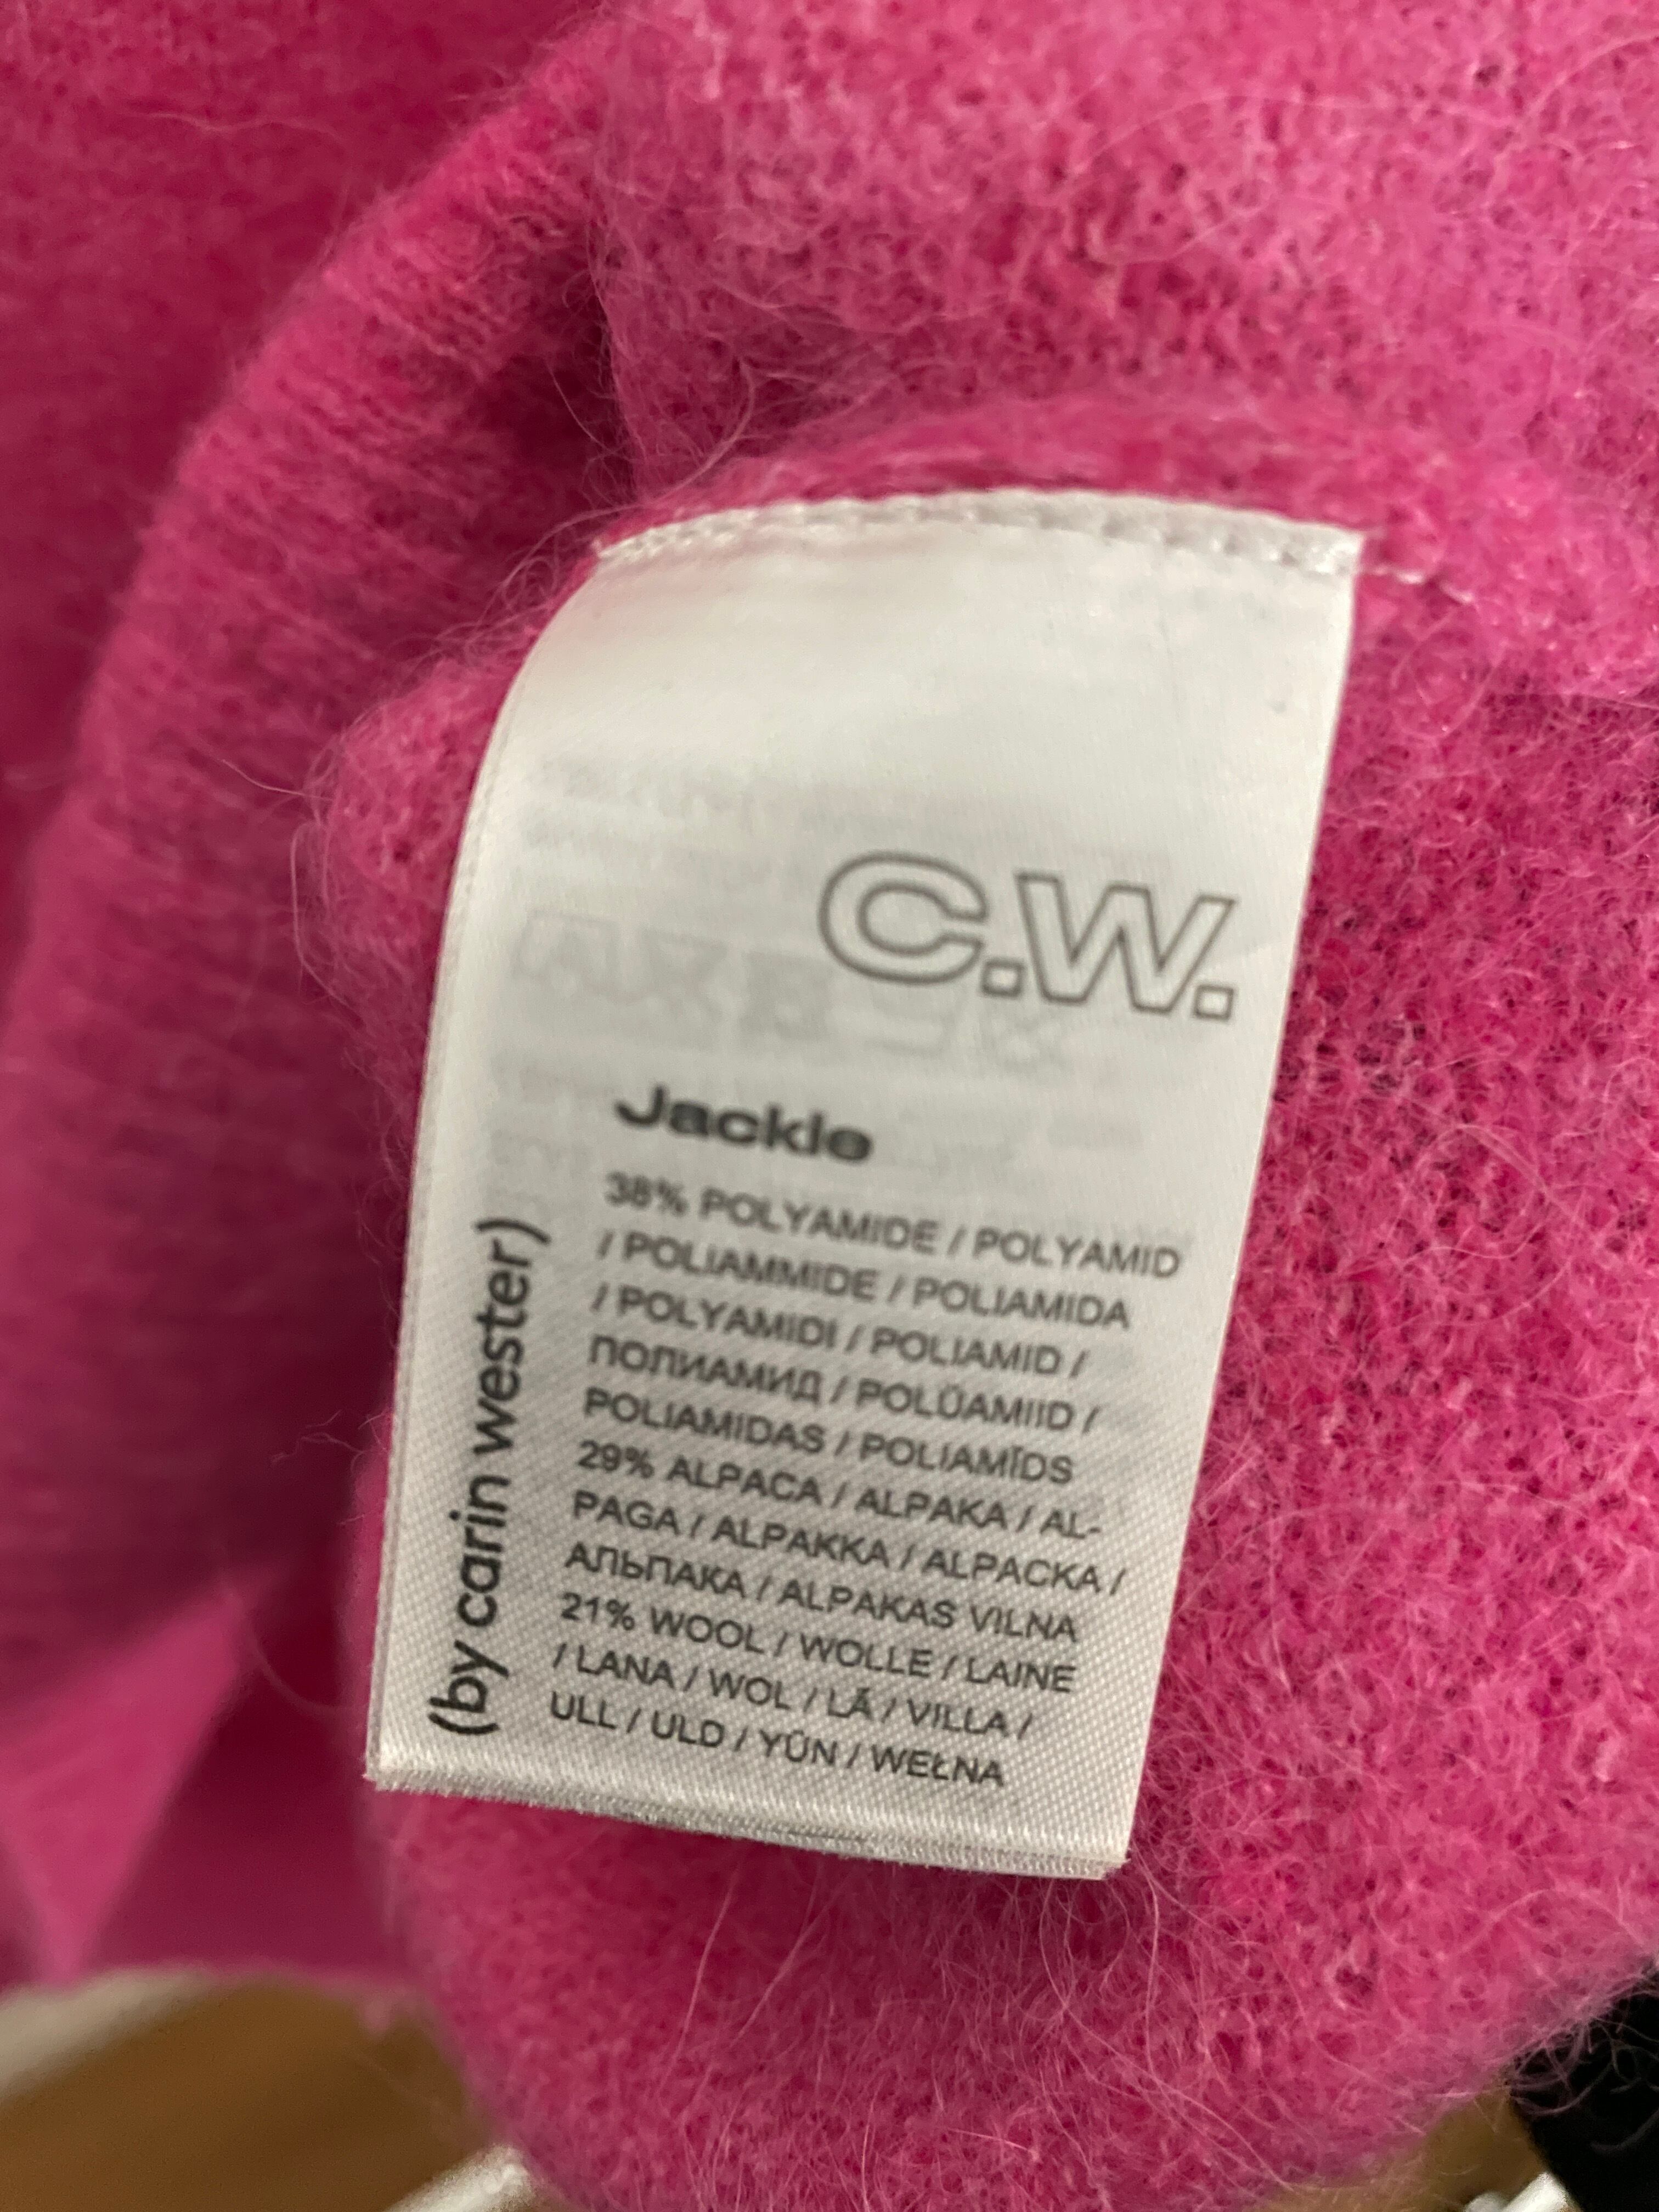 C.W.
Jackie
38% POLYAMIDE / POLYAMID
/ POLIAMMIDE / POLIAMIDA
/ POLYAMIDI / POLIAMID /
ПОЛИАМИД / POLÜAMIID /
POLIAMIDAS / POLIAMĪDS
29% ALPACA / ALPAKA / AL-
PAGA / ALPAKKA / ALPACKA /
АЛЬПАКА / ALPAKAS VILNA
21% WOOL / WOLLE / LAINE
/ LANA / WOL / LÃ / VILLA /
ULL / ULD / YÜN / WEŁNA
(by carin wester)